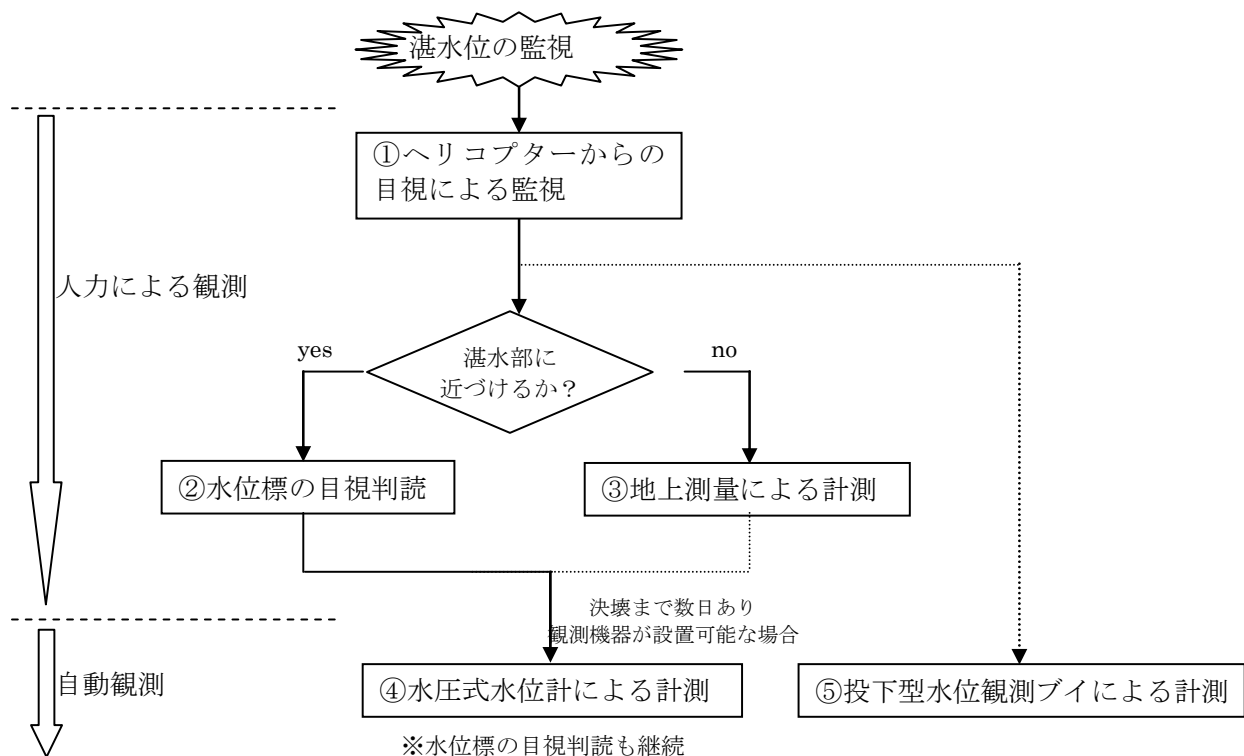 湛水位の監視
①ヘリコプターからの
目視による監視
人力による観測
yes
湛水部に
近づけるか？
no
②水位標の目視判読
③地上測量による計測
決壊まで数日あり
観測機器が設置可能な場合
自動観測
④水圧式水位計による計測
⑤投下型水位観測ブイによる計測
※水位標の目視判読も継続